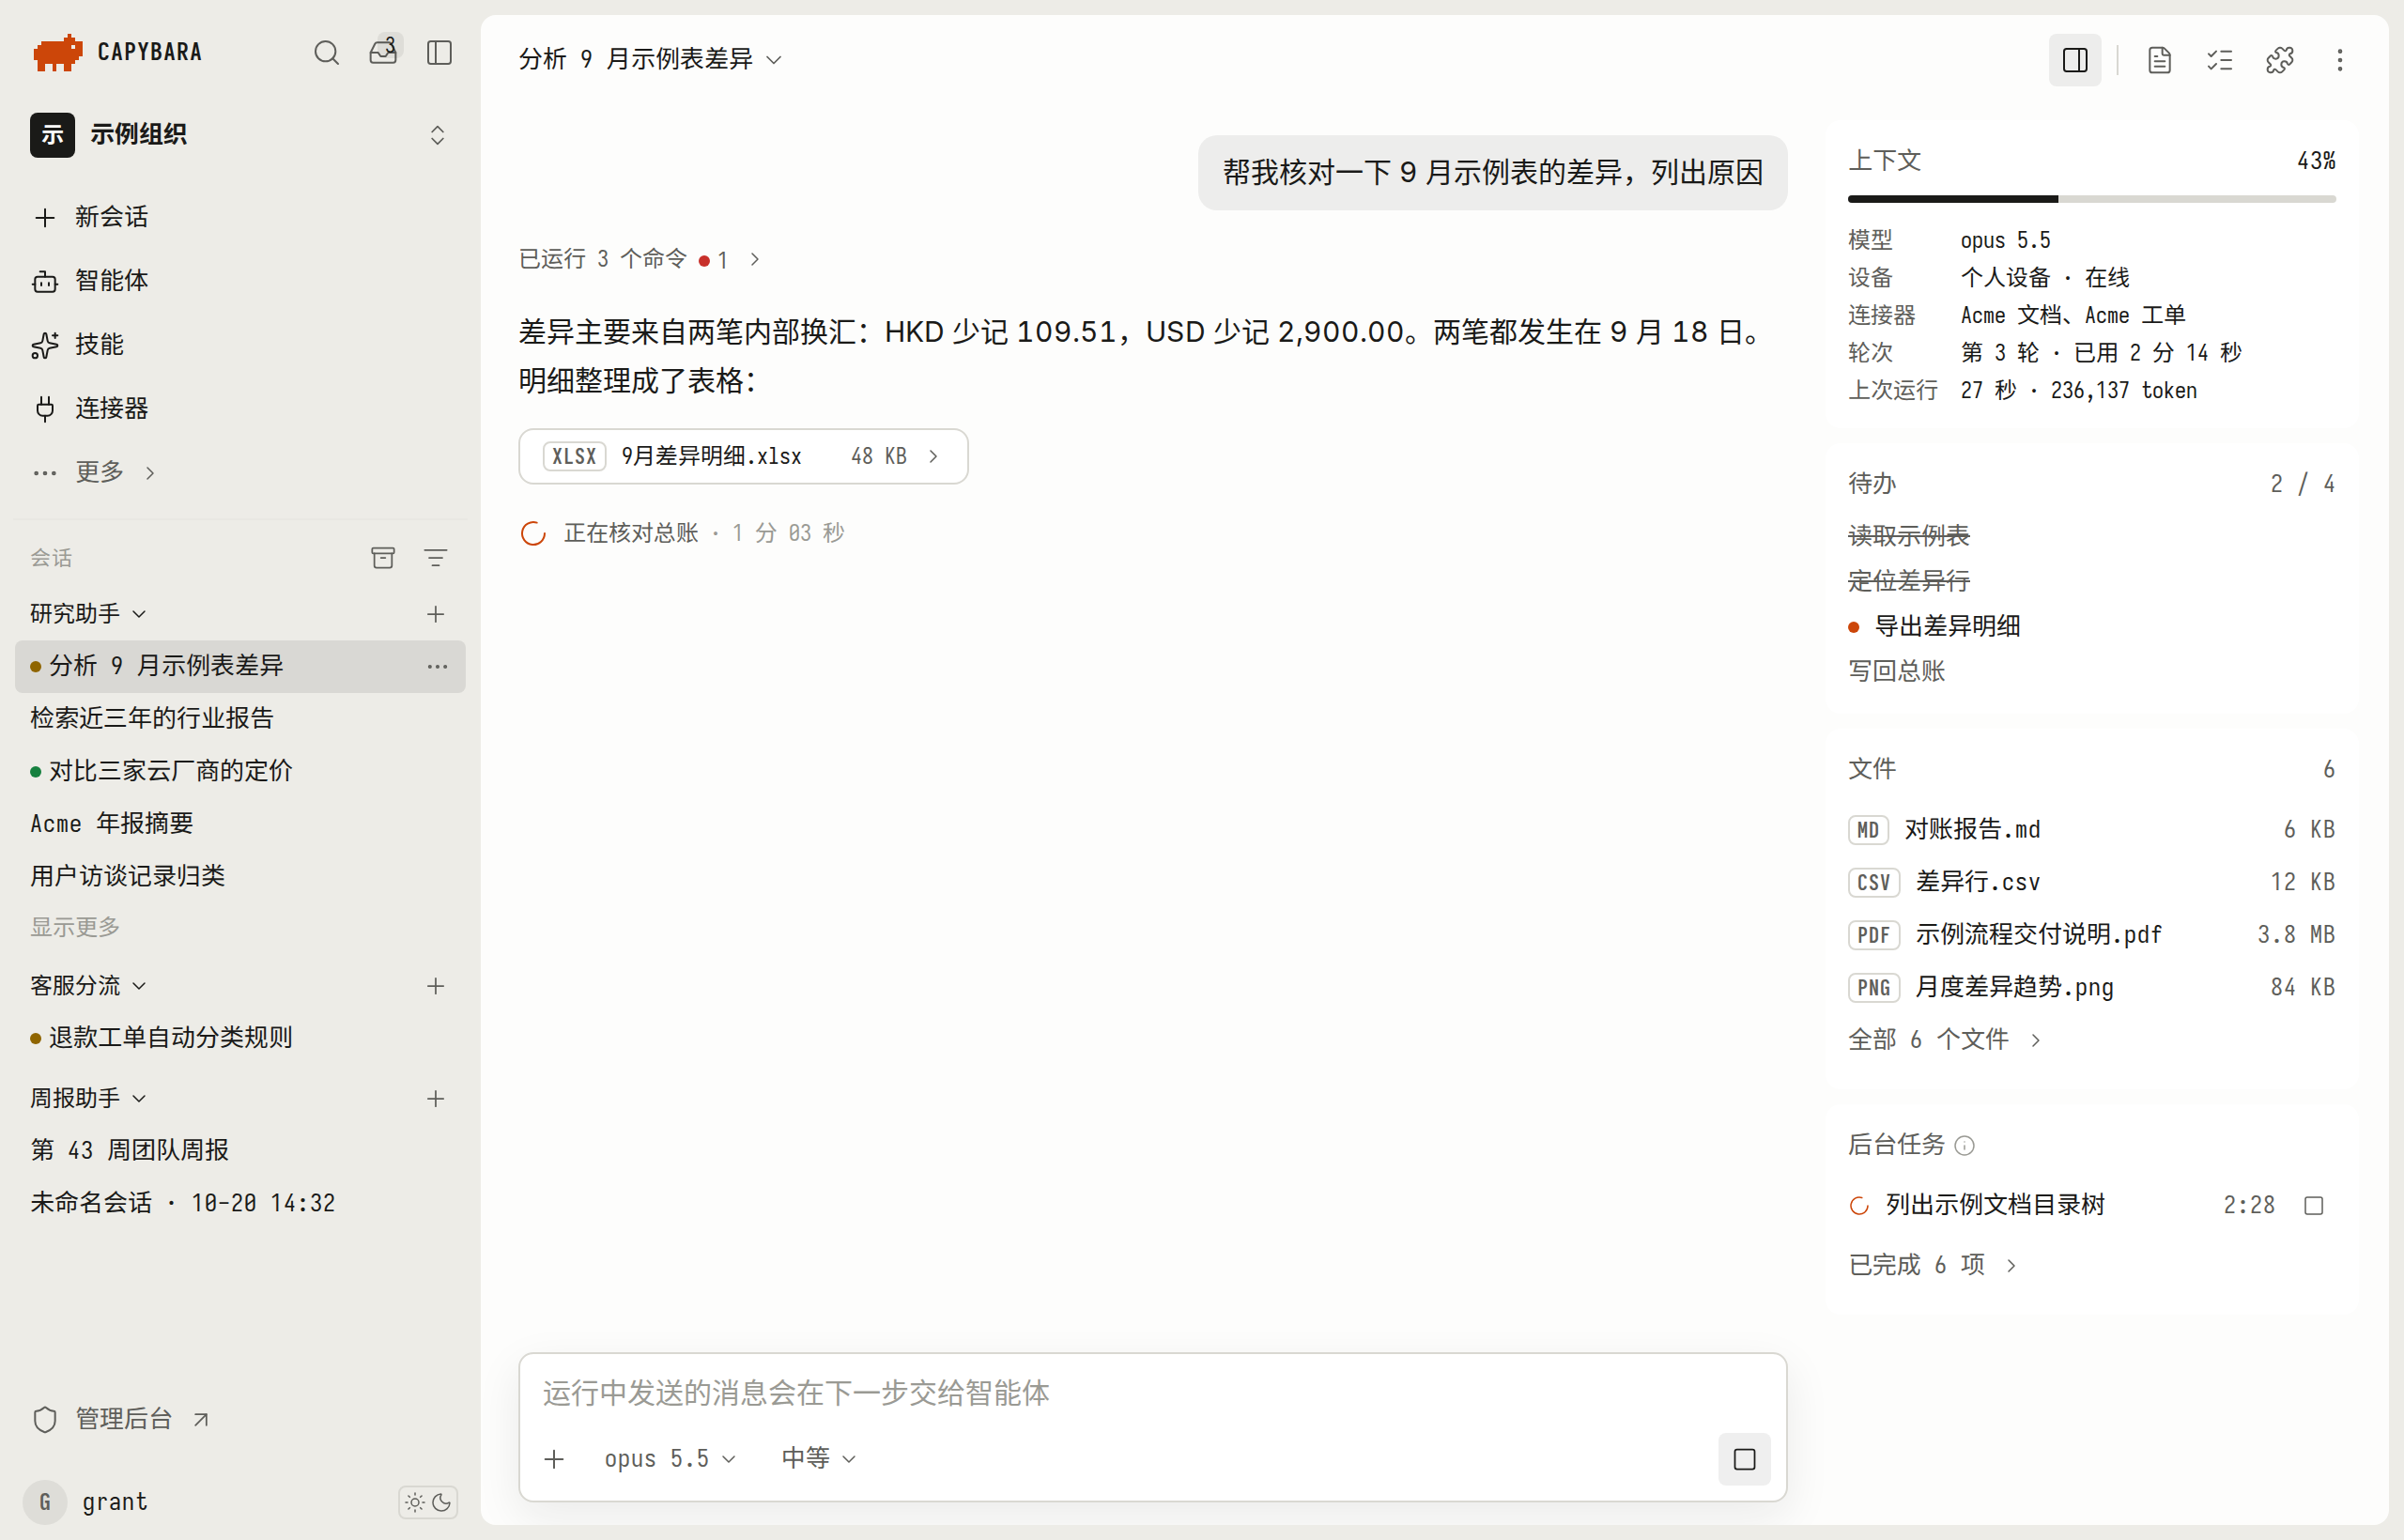 CAPYBARA
3
示 示例组织
新会话
智能体
技能
连接器
更多
会话
研究助手
分析 9 月示例表差异
检索近三年的行业报告
对比三家云厂商的定价
Acme 年报摘要
用户访谈记录归类
显示更多
客服分流
退款工单自动分类规则
周报助手
第 43 周团队周报
未命名会话 · 10-20 14:32
管理后台
G grant
分析 9 月示例表差异
帮我核对一下 9 月示例表的差异，列出原因
已运行 3 个命令 1
差异主要来自两笔内部换汇：HKD 少记 109.51，USD 少记 2,900.00。两笔都发生在 9 月 18 日。
明细整理成了表格：
XLSX 9月差异明细.xlsx 48 KB
正在核对总账 · 1 分 03 秒
运行中发送的消息会在下一步交给智能体
opus 5.5 中等
上下文 43%
模型 opus 5.5
设备 个人设备 · 在线
连接器 Acme 文档、Acme 工单
轮次 第 3 轮 · 已用 2 分 14 秒
上次运行 27 秒 · 236,137 token
待办 2 / 4
读取示例表
定位差异行
导出差异明细
写回总账
文件 6
MD 对账报告.md 6 KB
CSV 差异行.csv 12 KB
PDF 示例流程交付说明.pdf 3.8 MB
PNG 月度差异趋势.png 84 KB
全部 6 个文件
后台任务
列出示例文档目录树 2:28
已完成 6 项